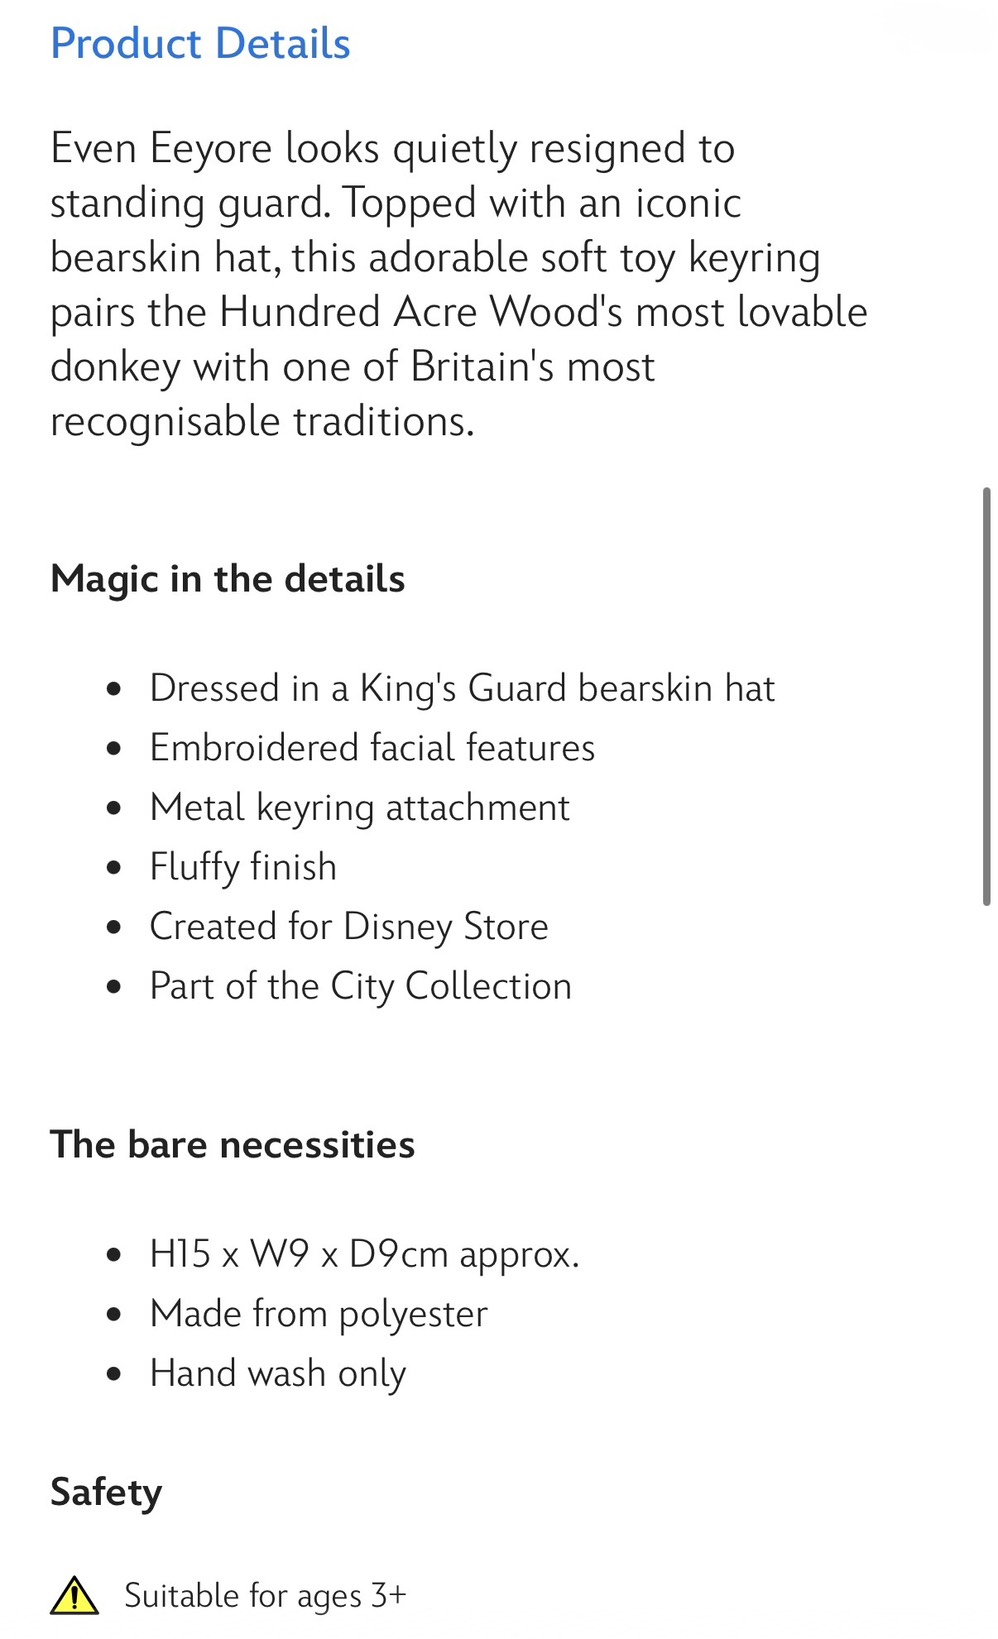 Product Details
Even Eeyore looks quietly resigned to
standing guard. Topped with an iconic
bearskin hat, this adorable soft toy keyring
pairs the Hundred Acre Wood's most lovable
donkey with one of Britain's most
recognisable traditions.
Magic in the details
• Dressed in a King's Guard bearskin hat
• Embroidered facial features
• Metal keyring attachment
• Fluffy finish
• Created for Disney Store
• Part of the City Collection
The bare necessities
• H15 x W9 x D9cm approx.
• Made from polyester
• Hand wash only
Safety
Suitable for ages 3+